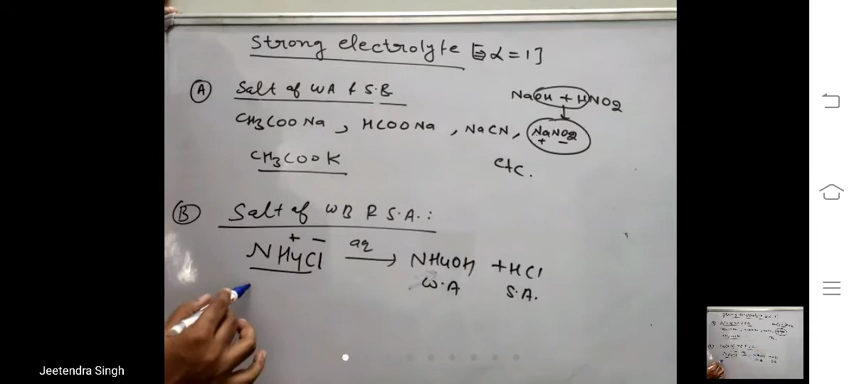 Strong electrolyte [⇒ α = 1]
(A) Salt of WA & S.B
NaOH + HNO2
CH3COONa, HCOONa, NaCN, NaNO2
+ −
CH3COOK etc.
(B) Salt of WB & S.A.:
+ −
NH4Cl aq → NH4OH + HCl
W.A S.A.
Jeetendra Singh